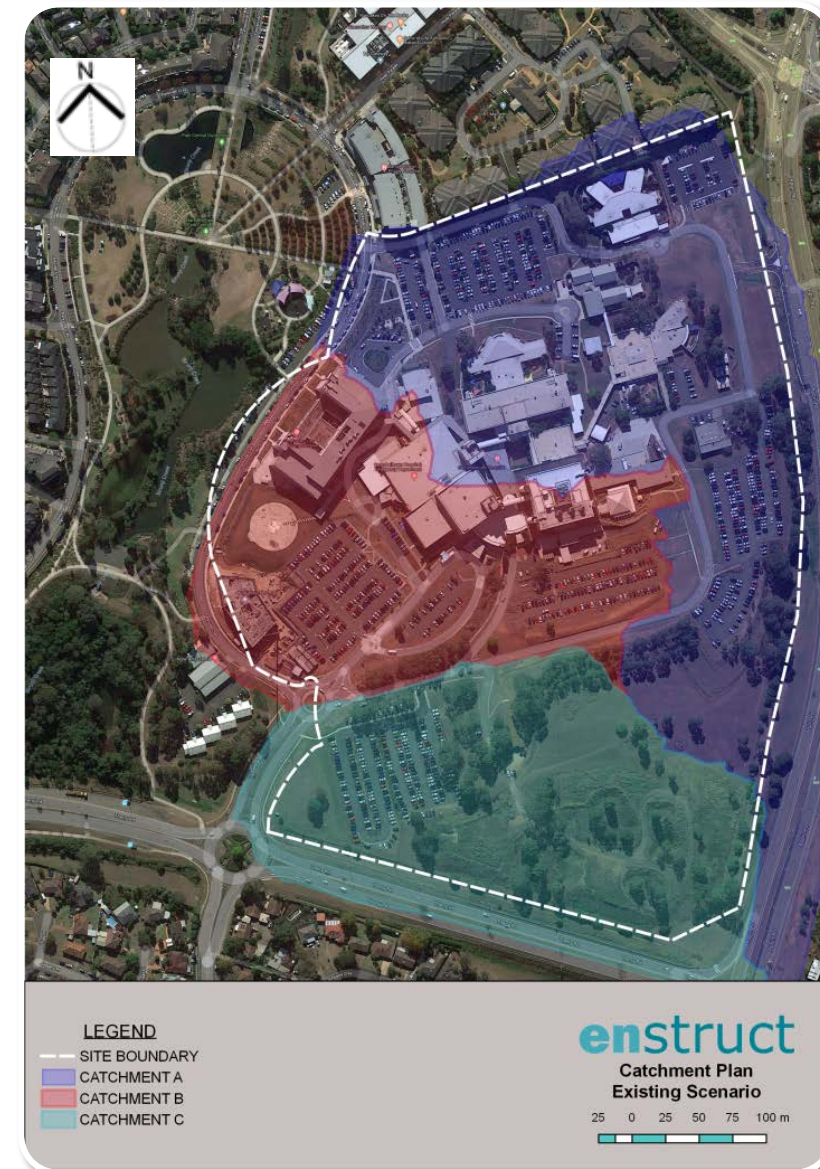 N
LEGEND
SITE BOUNDARY
CATCHMENT A
CATCHMENT B
CATCHMENT C
enstruct
Catchment Plan
Existing Scenario
25 0 25 50 75 100 m